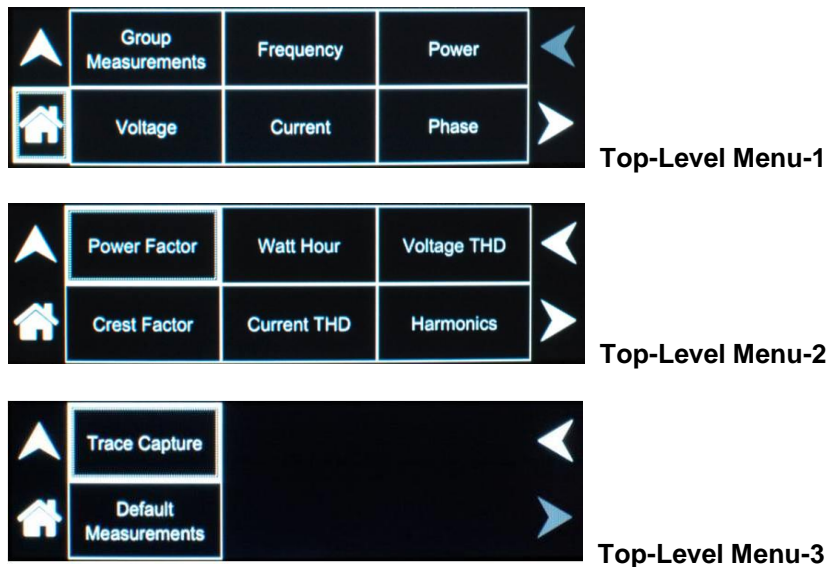 Group
Measurements
Frequency
Power
Voltage
Current
Phase
Top-Level Menu-1
Power Factor
Watt Hour
Voltage THD
Crest Factor
Current THD
Harmonics
Top-Level Menu-2
Trace Capture
Default
Measurements
Top-Level Menu-3